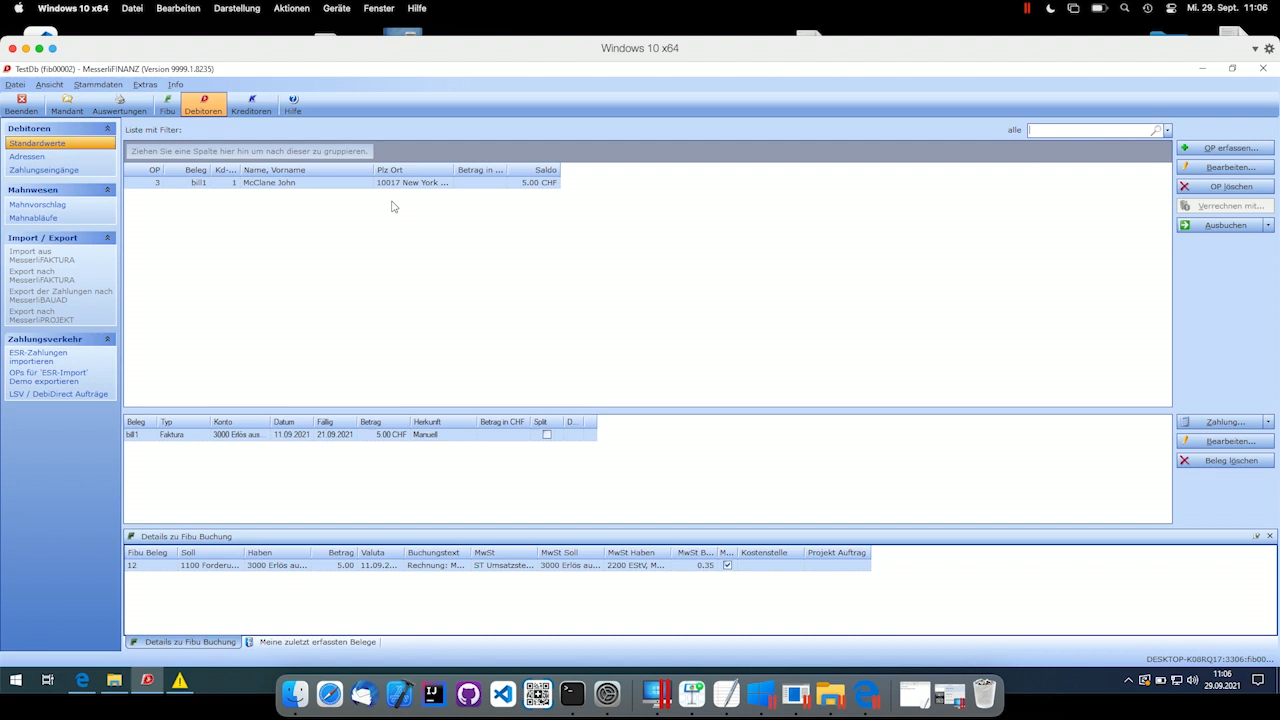 Windows 10 x64 Datei Bearbeiten Darstellung Aktionen Geräte Fenster Hilfe Mi. 29. Sept. 11:06
Windows 10 x64
TestDb (fib00002) - MesserliFINANZ (Version 9999.1.8235)
Datei Ansicht Stammdaten Extras Info
Beenden Mandant Auswertungen Fibu Debitoren Kreditoren Hilfe
Debitoren
Standardwerte
Adressen
Zahlungseingänge
Mahnwesen
Mahnvorschlag
Mahnabläufe
Import / Export
Import aus
MesserliFAKTURA
Export nach
MesserliFAKTURA
Export der Zahlungen nach
MesserliBAUAD
Export nach
MesserliPROJEKT
Zahlungsverkehr
ESR-Zahlungen
importieren
OPs für 'ESR-Import'
Demo exportieren
LSV / DebiDirect Aufträge
Liste mit Filter: alle
Ziehen Sie eine Spalte hier hin um nach dieser zu gruppieren.
OP Beleg Kd-... Name, Vorname Plz Ort Betrag in ... Saldo
3 bill1 1 McClane John 10017 New York ... 5.00 CHF
OP erfassen...
Bearbeiten...
OP löschen
Verrechnen mit...
Ausbuchen
Beleg Typ Konto Datum Fällig Betrag Herkunft Betrag in CHF Split D...
bill1 Faktura 3000 Erlös aus... 11.09.2021 21.09.2021 5.00 CHF Manuell
Zahlung...
Bearbeiten...
Beleg löschen
Details zu Fibu Buchung
Fibu Beleg Soll Haben Betrag Valuta Buchungstext MwSt MwSt Soll MwSt Haben MwSt B... M... Kostenstelle Projekt Auftrag
12 1100 Forderu... 3000 Erlös au... 5.00 11.09.2... Rechnung: M... ST Umsatzste... 3000 Erlös au... 2200 EStV, M... 0.35
Details zu Fibu Buchung Meine zuletzt erfassten Belege
DESKTOP-K08RQ17:3306:fib00...
11:06
29.09.2021